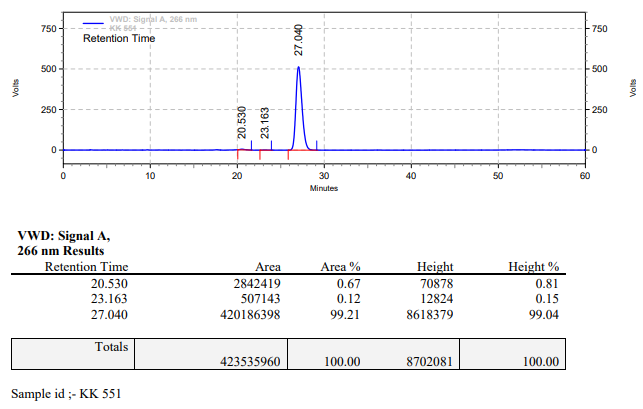 VWD: Signal A, 266 nm
KK 551
Retention Time
750
500
250
0
Volts
20.530
23.163
27.040
750
500
250
0
Volts
0 10 20 30 40 50 60
Minutes
VWD: Signal A,
266 nm Results
Retention Time Area Area % Height Height %
20.530 2842419 0.67 70878 0.81
23.163 507143 0.12 12824 0.15
27.040 420186398 99.21 8618379 99.04
Totals
423535960 100.00 8702081 100.00
Sample id ;- KK 551